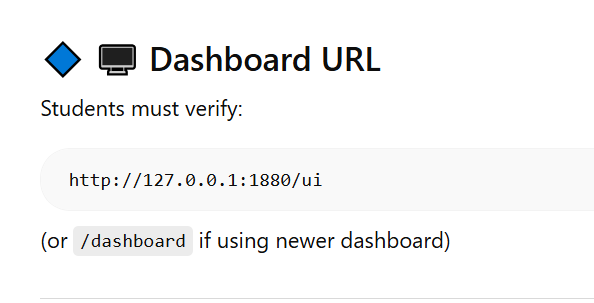 Dashboard URL
Students must verify:
http://127.0.0.1:1880/ui
(or /dashboard if using newer dashboard)